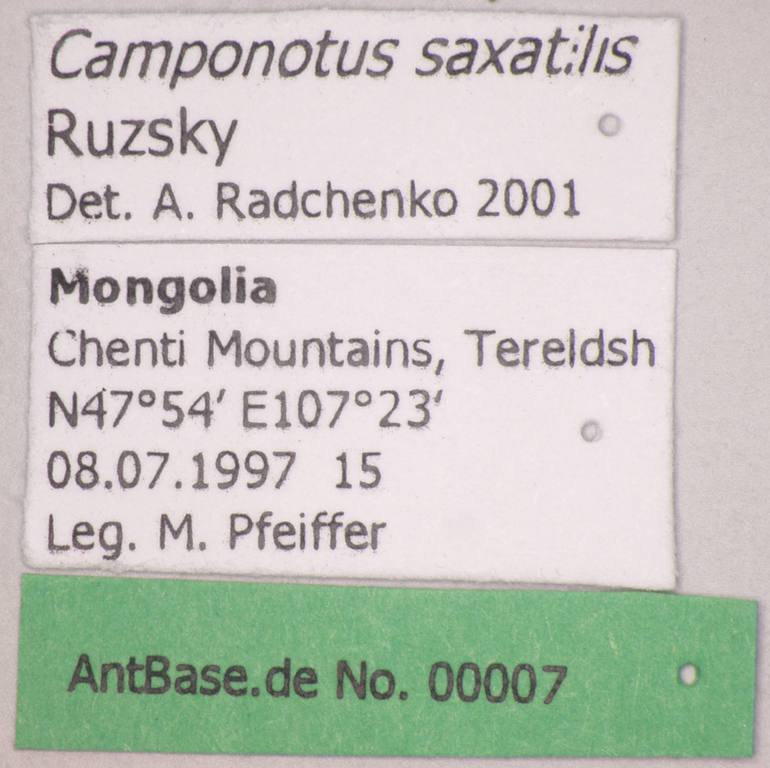 Camponotus saxatilis
Ruzsky
Det. A. Radchenko 2001
Mongolia
Chenti Mountains, Tereldsh
N47°54′ E107°23′
08.07.1997 15
Leg. M. Pfeiffer
AntBase.de No. 00007